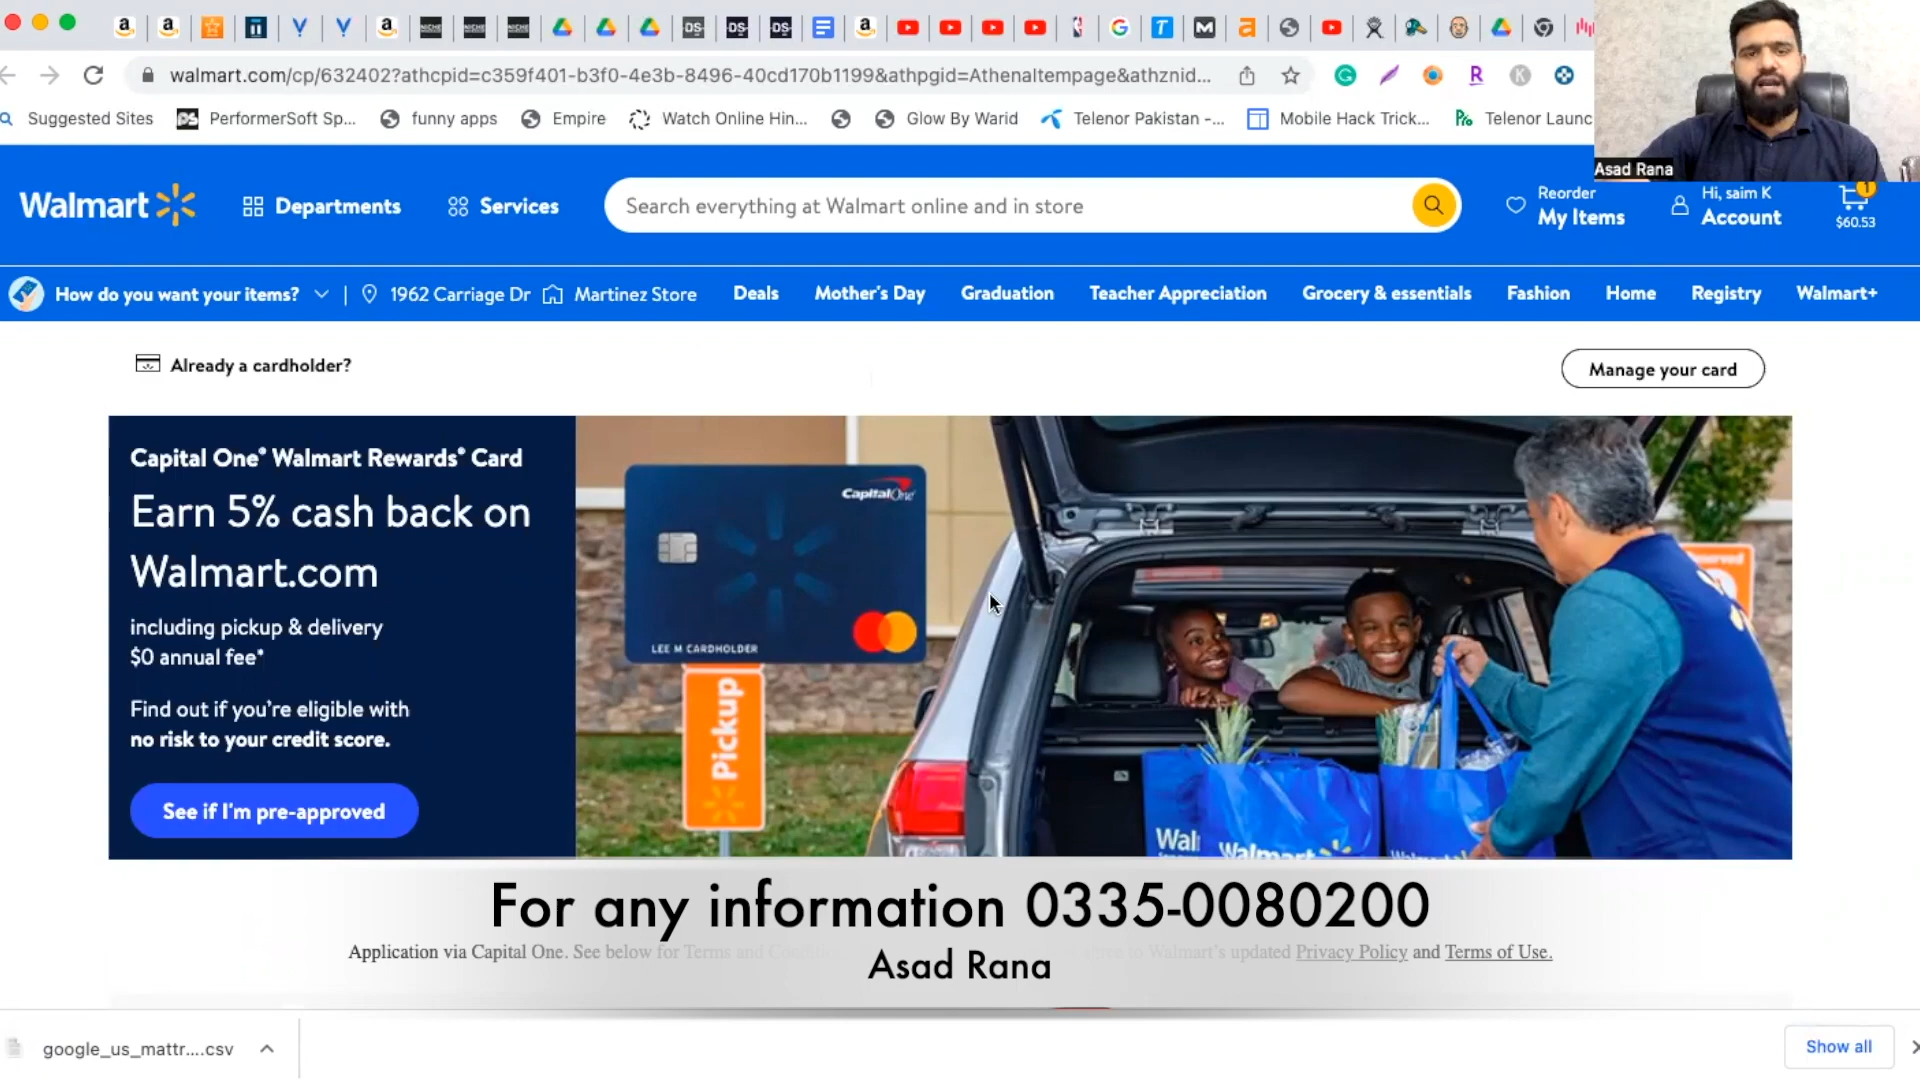 walmart.com/cp/632402?athcpid=c359f401-b3f0-4e3b-8496-40cd170b1199&athpgid=AthenaItempage&athznid...
Suggested Sites PerformerSoft Sp... funny apps Empire Watch Online Hin... Glow By Warid Telenor Pakistan -... Mobile Hack Trick... Telenor Launc
Asad Rana
Walmart Departments Services Search everything at Walmart online and in store Reorder My Items Hi, saim K Account 1 $60.53
How do you want your items? 1962 Carriage Dr Martinez Store Deals Mother's Day Graduation Teacher Appreciation Grocery & essentials Fashion Home Registry Walmart+
Already a cardholder? Manage your card
Capital One® Walmart Rewards® Card
Earn 5% cash back on
Walmart.com
including pickup & delivery
$0 annual fee*
Find out if you're eligible with
no risk to your credit score.
See if I'm pre-approved
CapitalOne
LEE M CARDHOLDER
Pickup
Walmart
For any information 0335-0080200
Application via Capital One. See below for Terms and to Walmart's updated Privacy Policy and Terms of Use.
Asad Rana
google_us_mattr....csv Show all